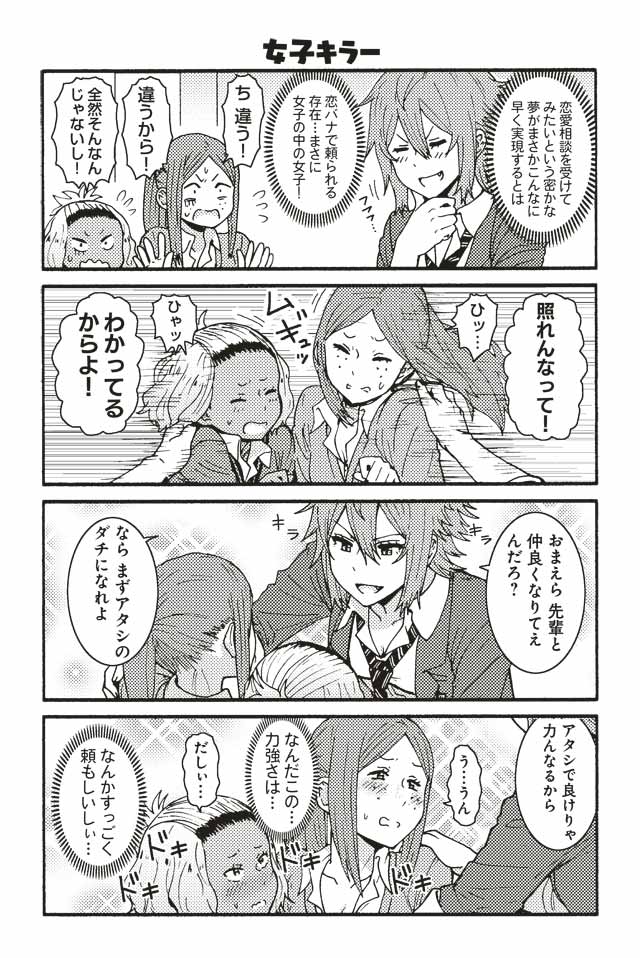 女子キラー
恋愛相談を受けて
みたいという密かな
夢がまさかこんなに
早く実現するとは
恋バナで頼られる
存在…まさに
女子の中の女子!
ち 違う!
違うから!
全然そんなん
じゃないし!
照れんなって!
ヒッ…
ムギュッ
ひゃッ
わかってる
からよ!
おまえら 先輩と
仲良くなりてえ
んだろ?
キラ
キラ
なら まずアタシの
ダチになれよ
アタシで良けりゃ
力んなるから
う…うん
なんだこの…
力強さは…
だしぃ…
なんかすっごく
頼もしいしぃ…
ドキ
ドキ
ドキ
ドキ